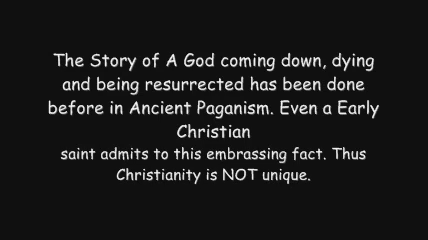 The Story of A God coming down, dying
and being resurrected has been done
before in Ancient Paganism. Even a Early
Christian
saint admits to this embrassing fact. Thus
Christianity is NOT unique.